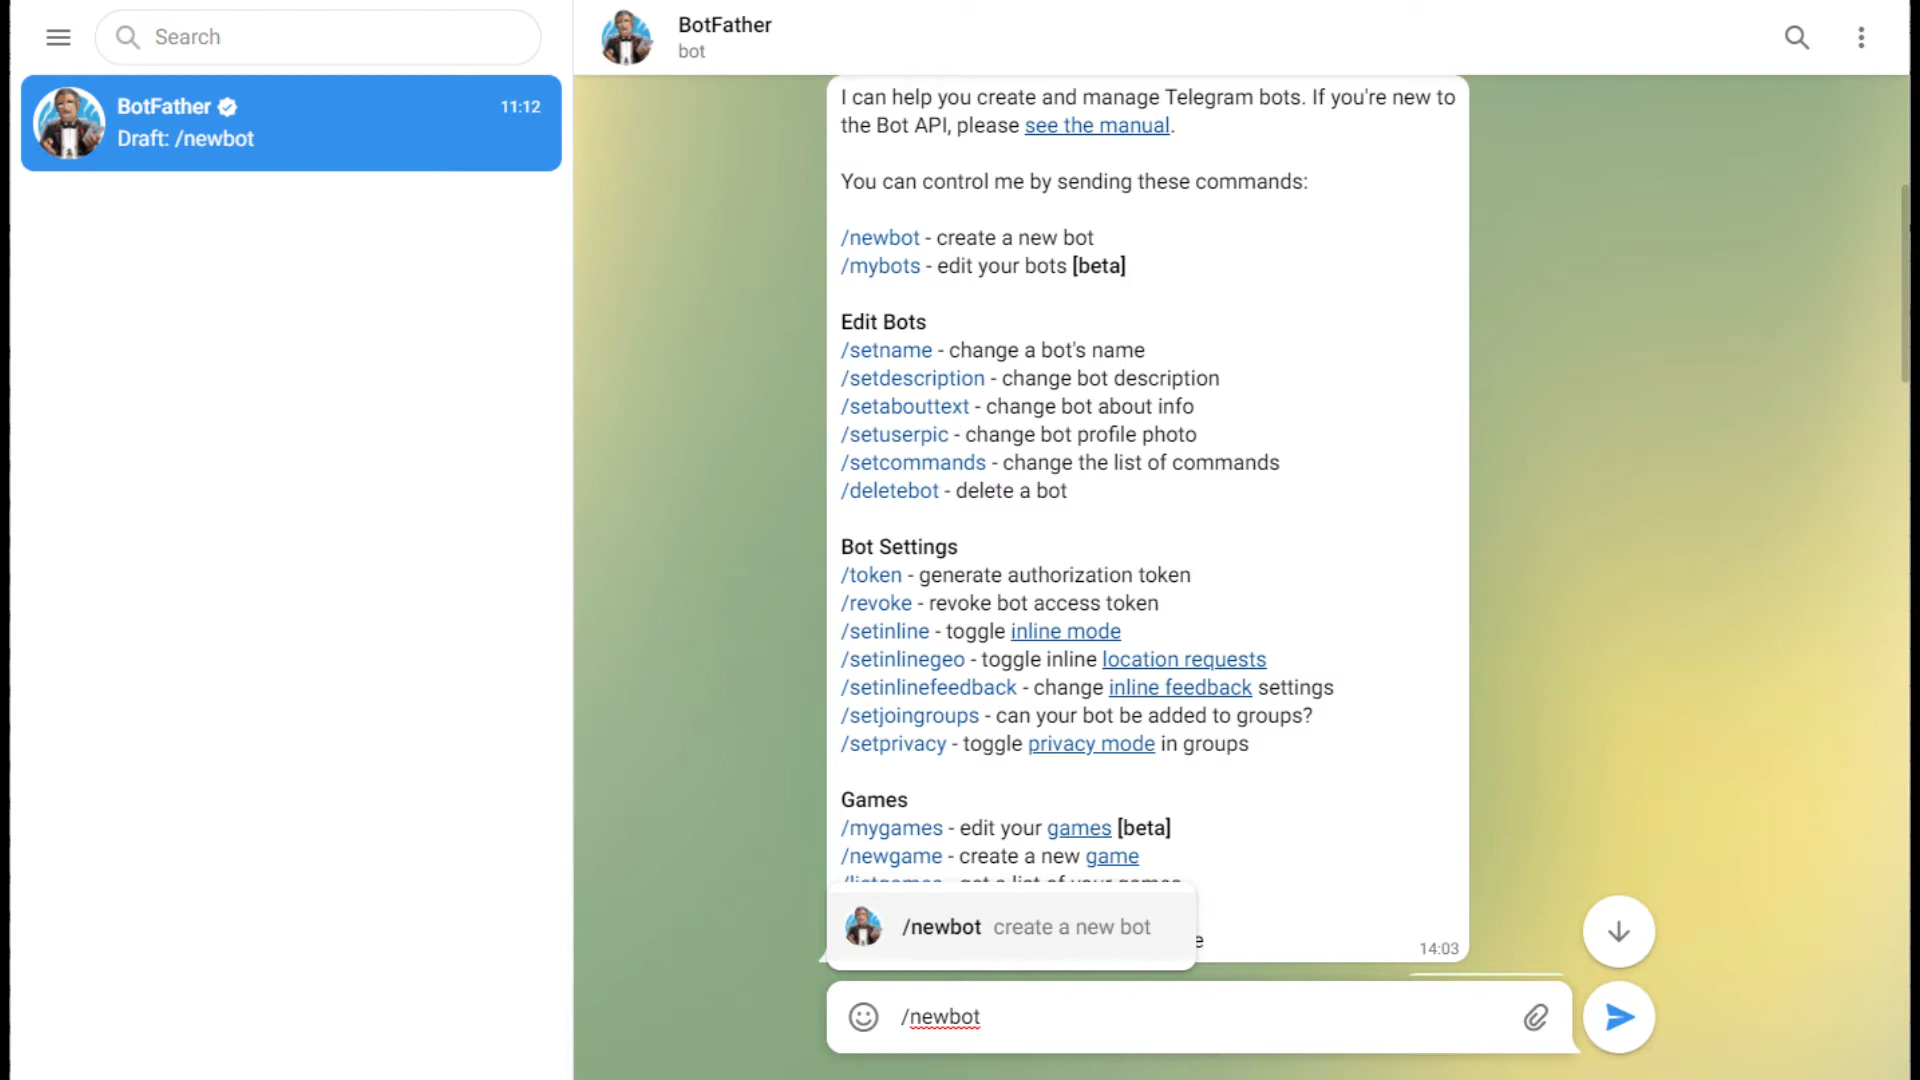 Search
BotFather
11:12
Draft: /newbot
BotFather
bot
I can help you create and manage Telegram bots. If you're new to
the Bot API, please see the manual.
You can control me by sending these commands:
/newbot - create a new bot
/mybots - edit your bots [beta]
Edit Bots
/setname - change a bot's name
/setdescription - change bot description
/setabouttext - change bot about info
/setuserpic - change bot profile photo
/setcommands - change the list of commands
/deletebot - delete a bot
Bot Settings
/token - generate authorization token
/revoke - revoke bot access token
/setinline - toggle inline mode
/setinlinegeo - toggle inline location requests
/setinlinefeedback - change inline feedback settings
/setjoingroups - can your bot be added to groups?
/setprivacy - toggle privacy mode in groups
Games
/mygames - edit your games [beta]
/newgame - create a new game
/listgames - get a list of your games
/newbot create a new bot
e
14:03
/newbot